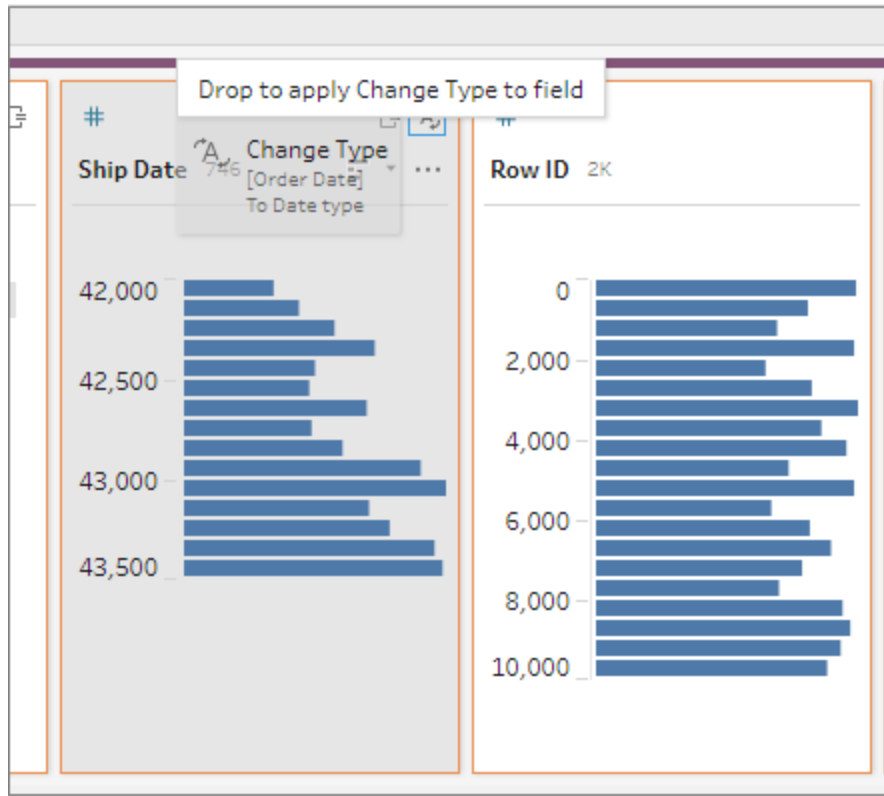 Drop to apply Change Type to field
#
#
Ship Date 746
Change Type
[Order Date]
To Date type
Row ID 2K
42,000
42,500
43,000
43,500
0
2,000
4,000
6,000
8,000
10,000